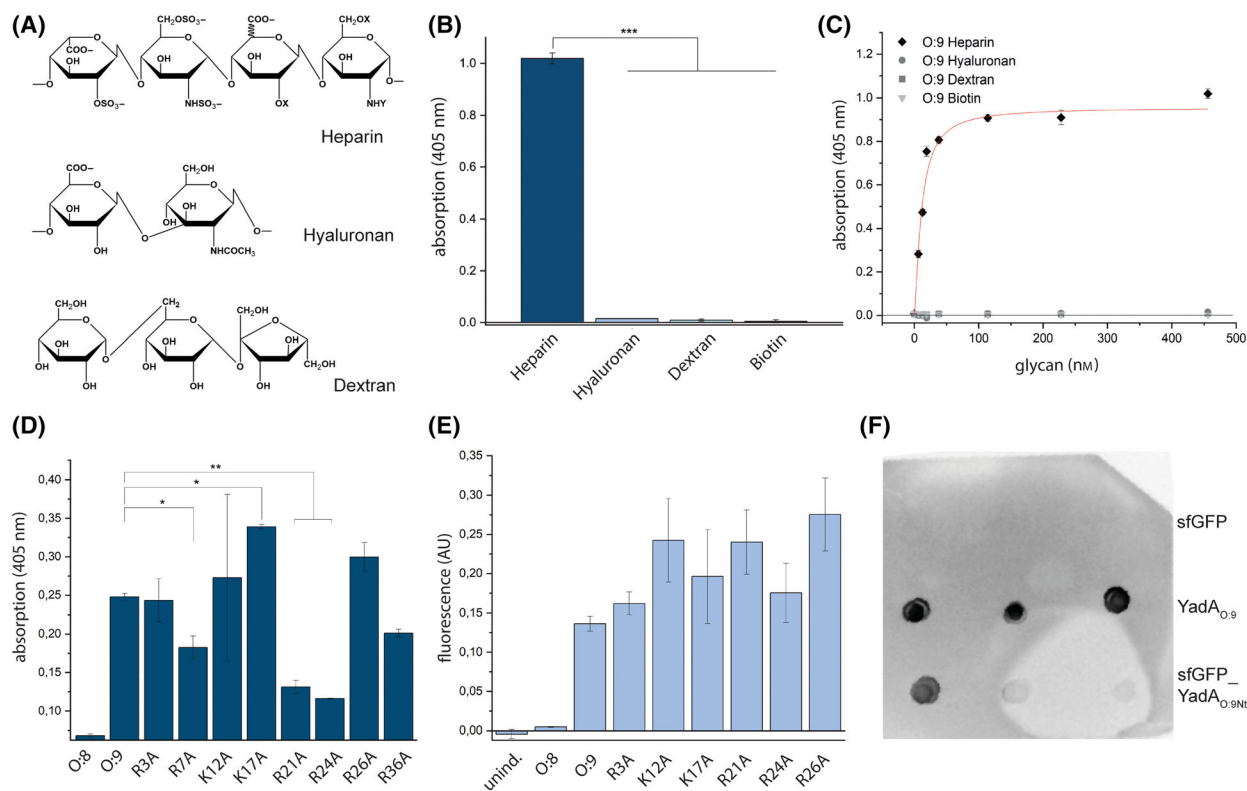 (A)
COO–
OH
O
OSO₃–
CH₂OSO₃–
O
OH
NHSO₃–
COO–
O
OH
OX
CH₂OX
O
OH
NHY
O–
Heparin
COO–
O
OH
OH
CH₂OH
O
OH
OH
NHCOCH₃
O–
Hyaluronan
CH₂OH
O
OH
OH
OH
CH₂
O
OH
OH
OH
O
CH₂OH
O
OH
OH
CH₂OH
Dextran
(B)
***
absorption (405 nm)
1.0
0.8
0.6
0.4
0.2
0.0
Heparin
Hyaluronan
Dextran
Biotin
(C)
O:9 Heparin
O:9 Hyaluronan
O:9 Dextran
O:9 Biotin
absorption (405 nm)
1.0
0.8
0.6
0.4
0.2
0.0
0 100 200 300 400 500
glycan (nM)
(D)
**
*
*
absorption (405 nm)
0,40
0,35
0,30
0,25
0,20
0,15
0,10
O:8
O:9
R3A
R7A
K12A
K17A
R21A
R24A
R26A
R36A
(E)
fluorescence (AU)
0,35
0,30
0,25
0,20
0,15
0,10
0,05
0,00
unind.
O:8
O:9
R3A
K12A
K17A
R21A
R24A
R26A
(F)
sfGFP
YadA O:9
sfGFP_
YadA O:9Nt